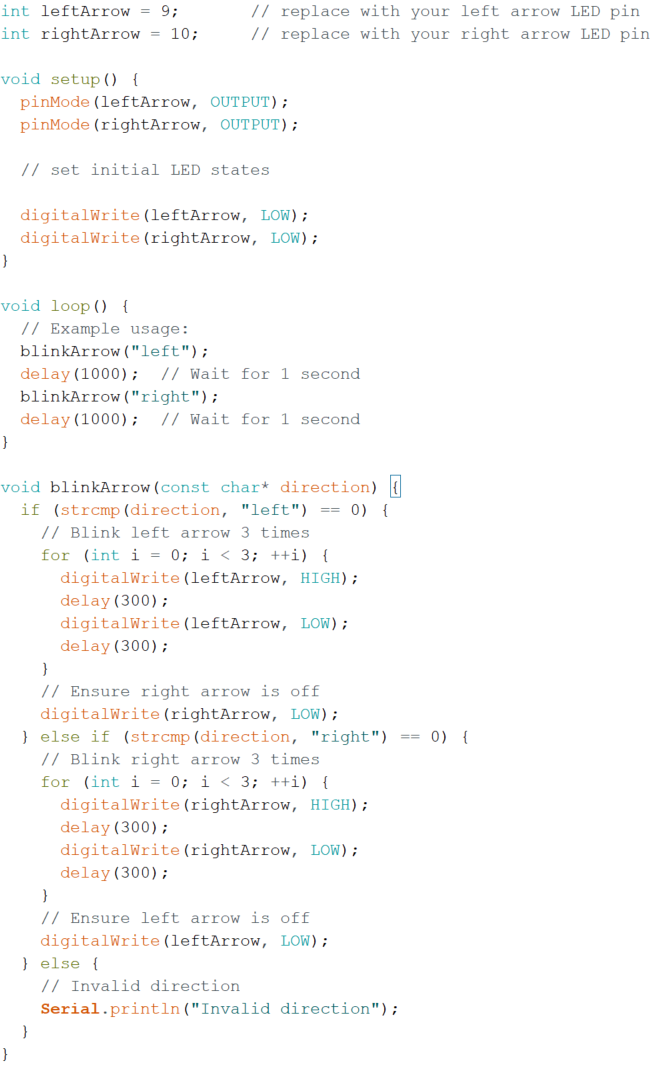 int leftArrow = 9;       // replace with your left arrow LED pin
int rightArrow = 10;     // replace with your right arrow LED pin

void setup() {
  pinMode(leftArrow, OUTPUT);
  pinMode(rightArrow, OUTPUT);

  // set initial LED states

  digitalWrite(leftArrow, LOW);
  digitalWrite(rightArrow, LOW);
}

void loop() {
  // Example usage:
  blinkArrow("left");
  delay(1000);  // Wait for 1 second
  blinkArrow("right");
  delay(1000);  // Wait for 1 second
}

void blinkArrow(const char* direction) {
  if (strcmp(direction, "left") == 0) {
    // Blink left arrow 3 times
    for (int i = 0; i < 3; ++i) {
      digitalWrite(leftArrow, HIGH);
      delay(300);
      digitalWrite(leftArrow, LOW);
      delay(300);
    }
    // Ensure right arrow is off
    digitalWrite(rightArrow, LOW);
  } else if (strcmp(direction, "right") == 0) {
    // Blink right arrow 3 times
    for (int i = 0; i < 3; ++i) {
      digitalWrite(rightArrow, HIGH);
      delay(300);
      digitalWrite(rightArrow, LOW);
      delay(300);
    }
    // Ensure left arrow is off
    digitalWrite(leftArrow, LOW);
  } else {
    // Invalid direction
    Serial.println("Invalid direction");
  }
}